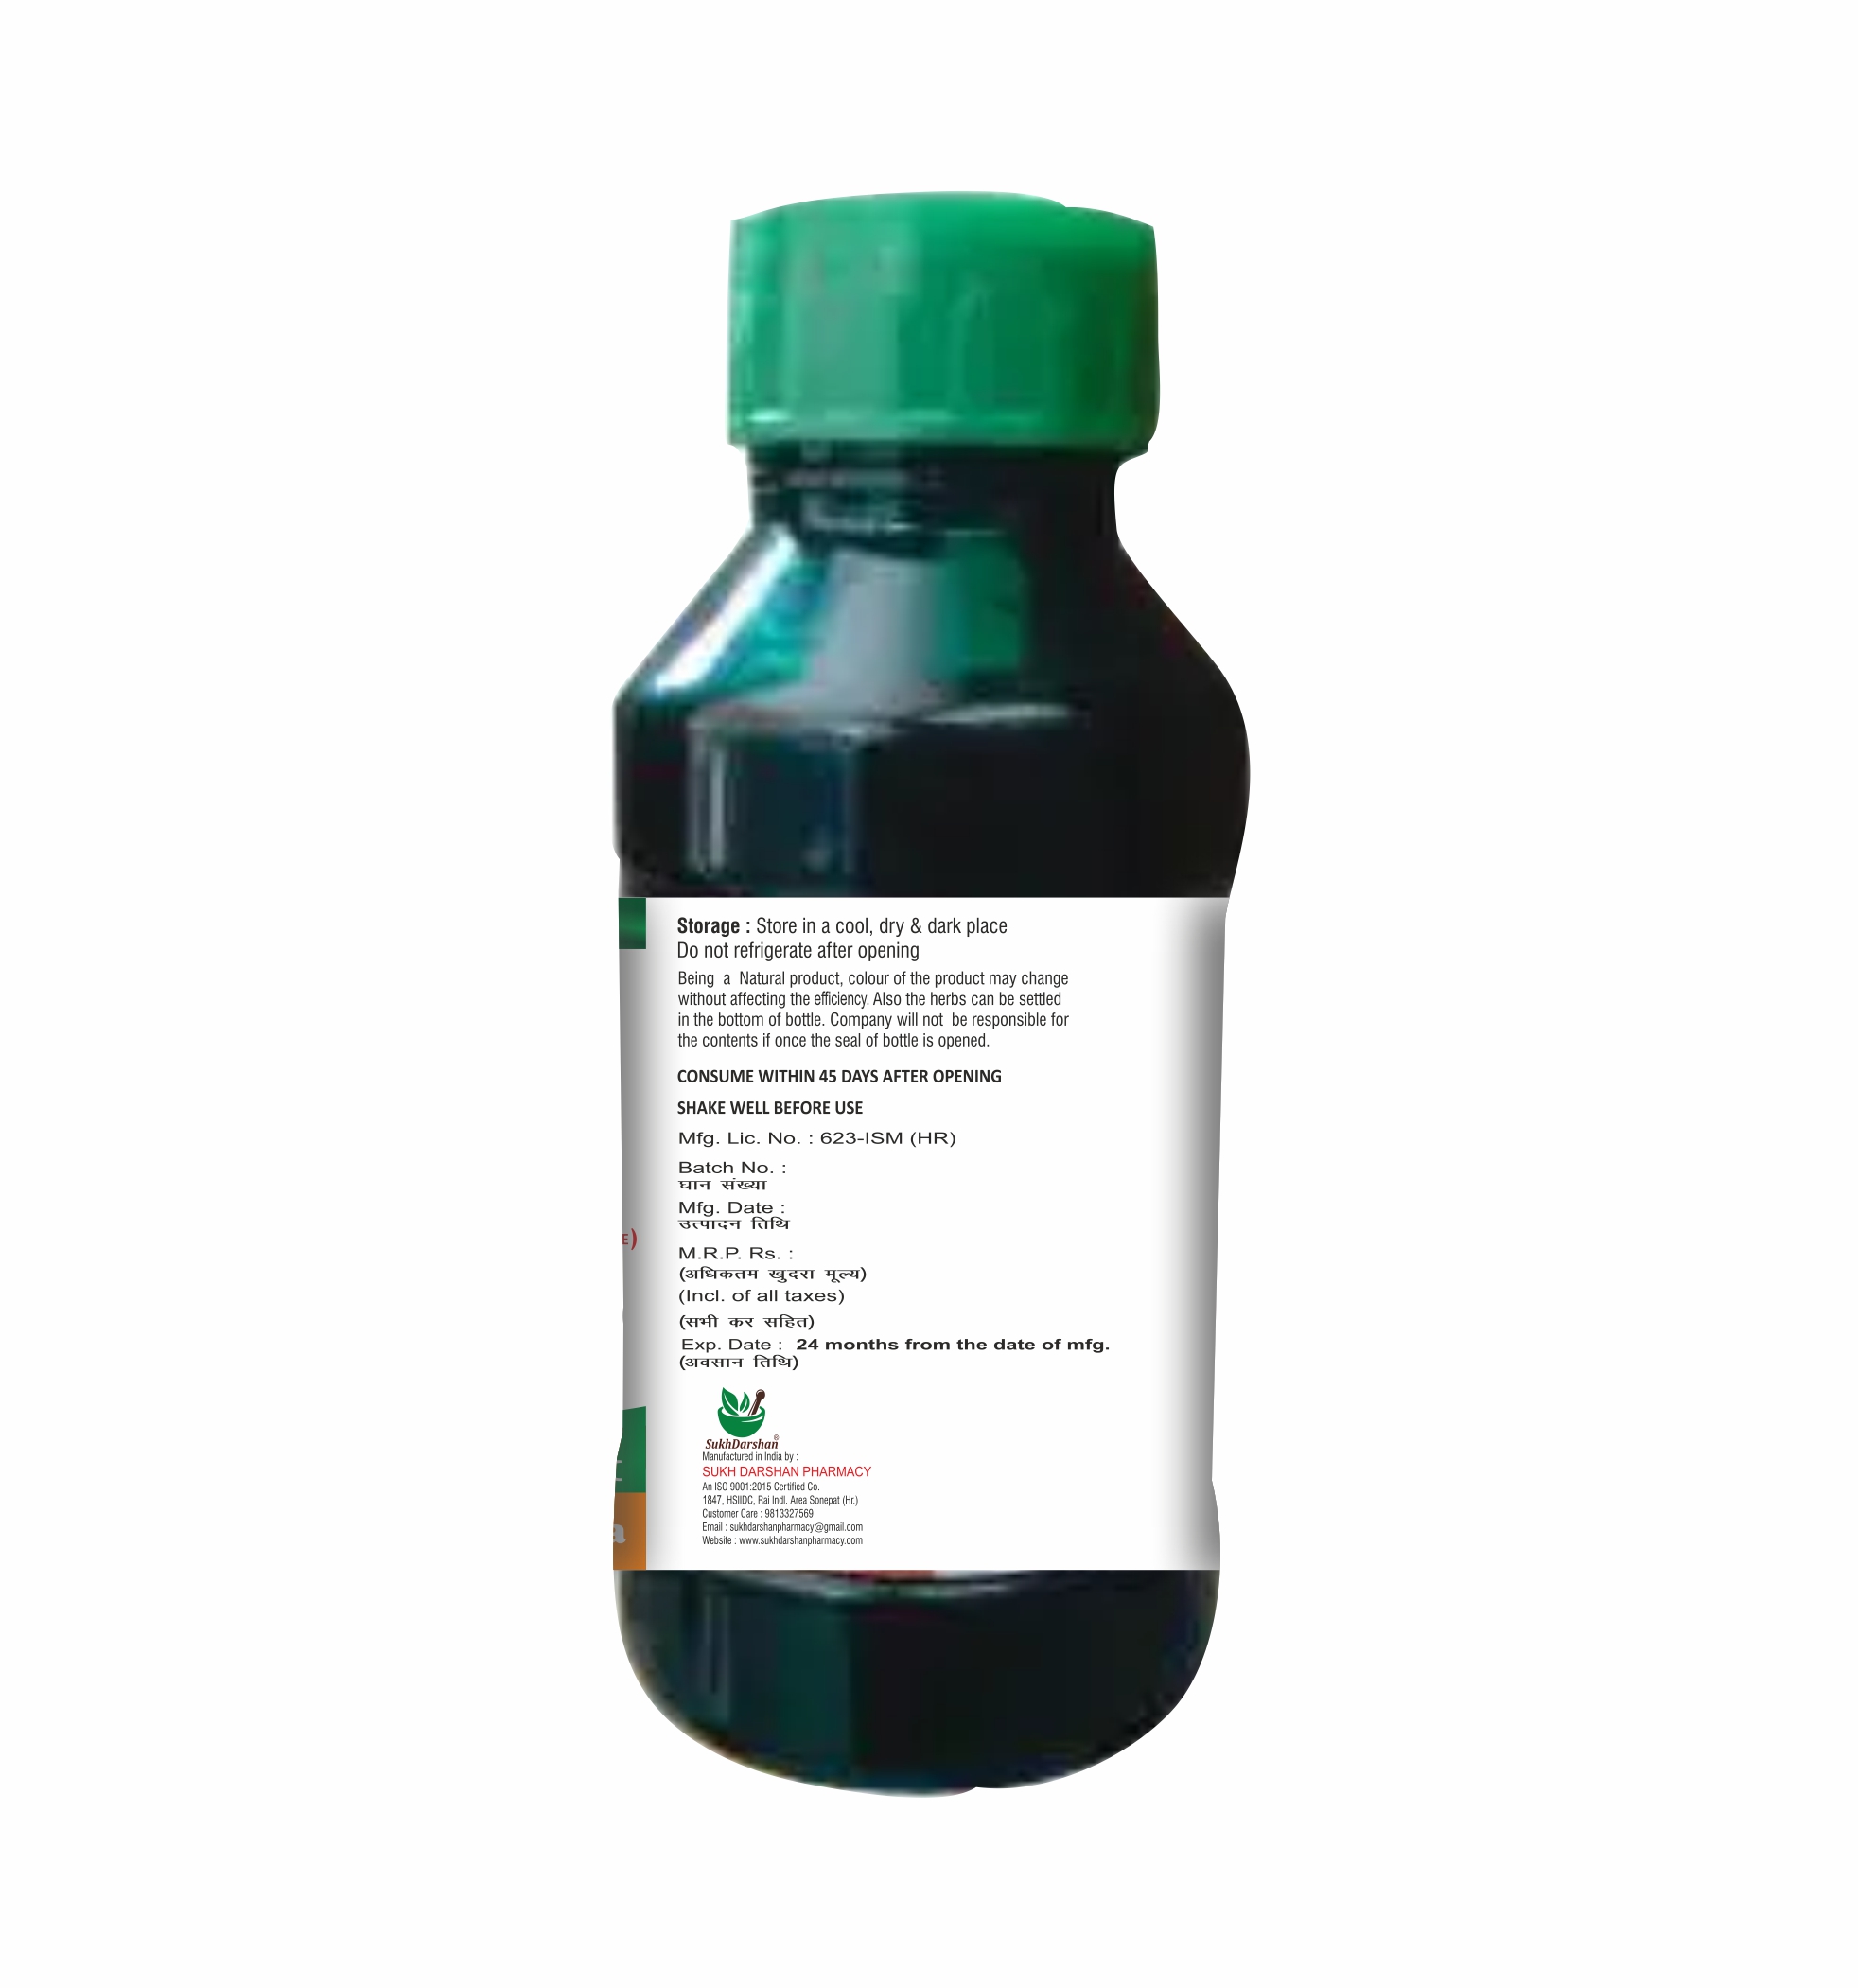 Storage : Store in a cool, dry & dark place
Do not refrigerate after opening
Being a Natural product, colour of the product may change
without affecting the efficiency. Also the herbs can be settled
in the bottom of bottle. Company will not be responsible for
the contents if once the seal of bottle is opened.
CONSUME WITHIN 45 DAYS AFTER OPENING
SHAKE WELL BEFORE USE
Mfg. Lic. No. : 623-ISM (HR)
Batch No. :
घान संख्या
Mfg. Date :
उत्पादन तिथि
E)
M.R.P. Rs. :
(अधिकतम खुदरा मूल्य)
(Incl. of all taxes)
(सभी कर सहित)
Exp. Date : 24 months from the date of mfg.
(अवसान तिथि)
SukhDarshan®
Manufactured in India by :
SUKH DARSHAN PHARMACY
An ISO 9001:2015 Certified Co.
1847, HSIIDC, Rai Indl. Area Sonepat (Hr.)
Customer Care : 9813327569
Email : sukhdarshanpharmacy@gmail.com
Website : www.sukhdarshanpharmacy.com
a